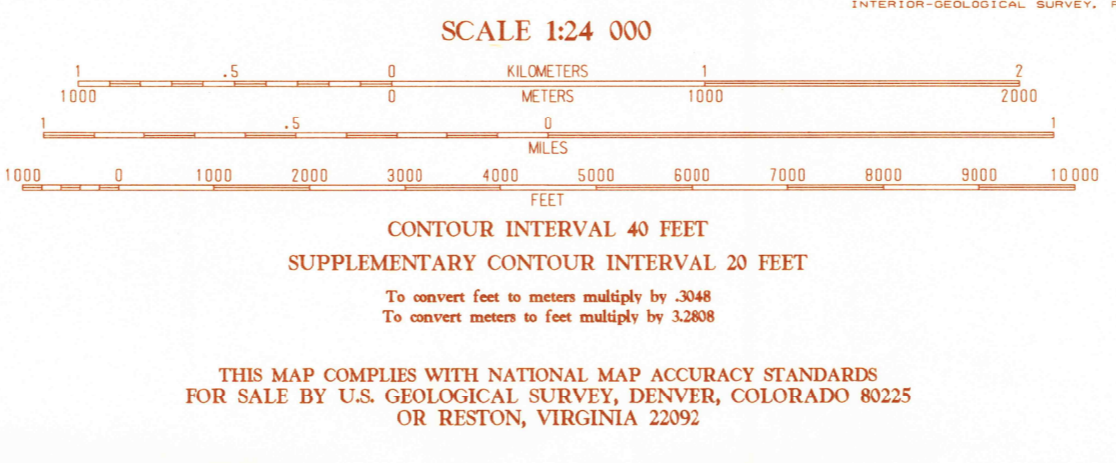 INTERIOR-GEOLOGICAL SURVEY,
SCALE 1:24 000
1 .5 0 KILOMETERS 1 2
1000 0 METERS 1000 2000
1 .5 0 1
MILES
1000 0 1000 2000 3000 4000 5000 6000 7000 8000 9000 10 000
FEET
CONTOUR INTERVAL 40 FEET
SUPPLEMENTARY CONTOUR INTERVAL 20 FEET
To convert feet to meters multiply by .3048
To convert meters to feet multiply by 3.2808
THIS MAP COMPLIES WITH NATIONAL MAP ACCURACY STANDARDS
FOR SALE BY U.S. GEOLOGICAL SURVEY, DENVER, COLORADO 80225
OR RESTON, VIRGINIA 22092